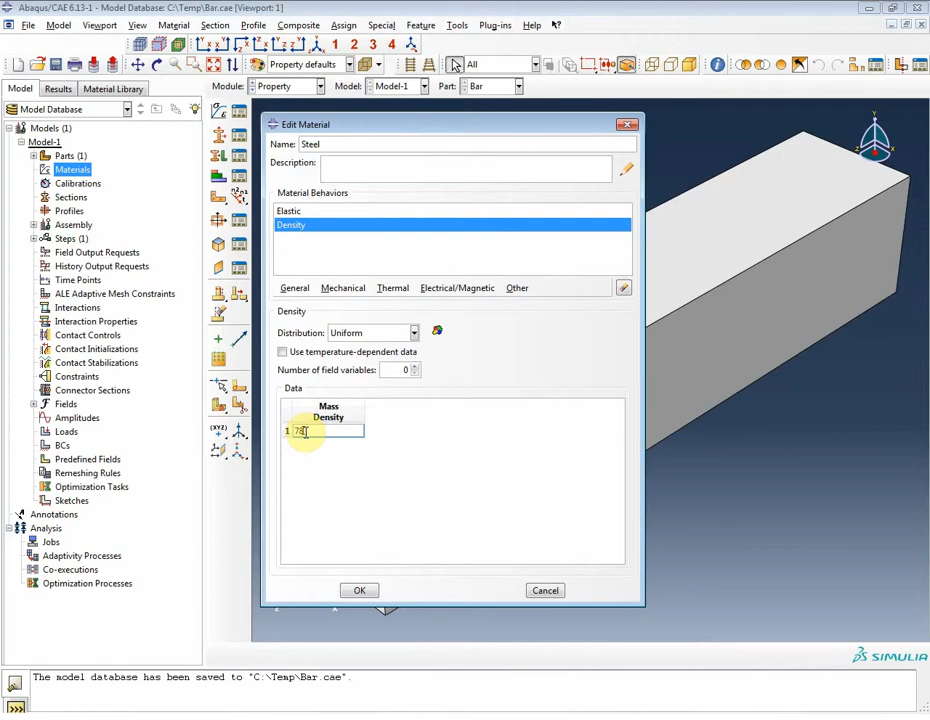 Abaqus/CAE 6.13-1 - Model Database: C:\Temp\Bar.cae [Viewport: 1]
File Model Viewport View Material Section Profile Composite Assign Special Feature Tools Plug-ins Help
1 2 3 4
Property defaults All
Model Results Material Library Module: Property Model: Model-1 Part: Bar
Model Database
Models (1)
Model-1
Parts (1)
Materials
Calibrations
Sections
Profiles
Assembly
Steps (1)
Field Output Requests
History Output Requests
Time Points
ALE Adaptive Mesh Constraints
Interactions
Interaction Properties
Contact Controls
Contact Initializations
Contact Stabilizations
Constraints
Connector Sections
Fields
Amplitudes
Loads
BCs
Predefined Fields
Remeshing Rules
Optimization Tasks
Sketches
Annotations
Analysis
Jobs
Adaptivity Processes
Co-executions
Optimization Processes
(XYZ)
Edit Material
Name: Steel
Description:
Material Behaviors
Elastic
Density
General Mechanical Thermal Electrical/Magnetic Other
Density
Distribution: Uniform
Use temperature-dependent data
Number of field variables: 0
Data
Mass
Density
1 78
OK Cancel
Y
Z X
Z X
SIMULIA
The model database has been saved to "C:\Temp\Bar.cae".
>>>